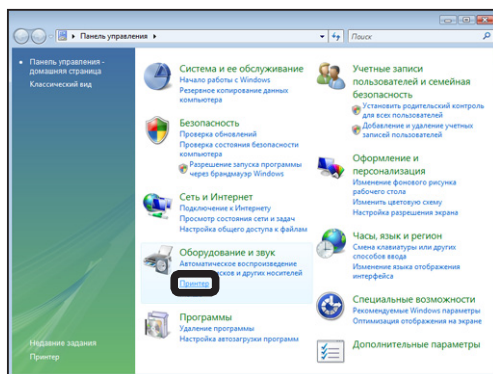 Панель управления
Поиск
Панель управления -
домашняя страница
Классический вид
Недавние задания
Принтер
Система и ее обслуживание
Начало работы с Windows
Резервное копирование данных
компьютера
Безопасность
Проверка обновлений
Проверка состояния безопасности
компьютера
Разрешение запуска программы
через брандмауэр Windows
Сеть и Интернет
Подключение к Интернету
Просмотр состояния сети и задач
Настройка общего доступа к файлам
Оборудование и звук
Автоматическое воспроизведение
и других носителей
Принтер
Программы
Удаление программы
Настройка автозагрузки программ
Учетные записи
пользователей и семейная
безопасность
Установить родительский контроль
для всех пользователей
Добавление и удаление учетных
записей пользователей
Оформление и
персонализация
Изменение фонового рисунка
рабочего стола
Изменить цветовую схему
Настройка разрешения экрана
Часы, язык и регион
Смена клавиатуры или других
способов ввода
Изменение языка отображения
интерфейса
Специальные возможности
Рекомендуемые Windows параметры
Оптимизация отображения на экране
Дополнительные параметры